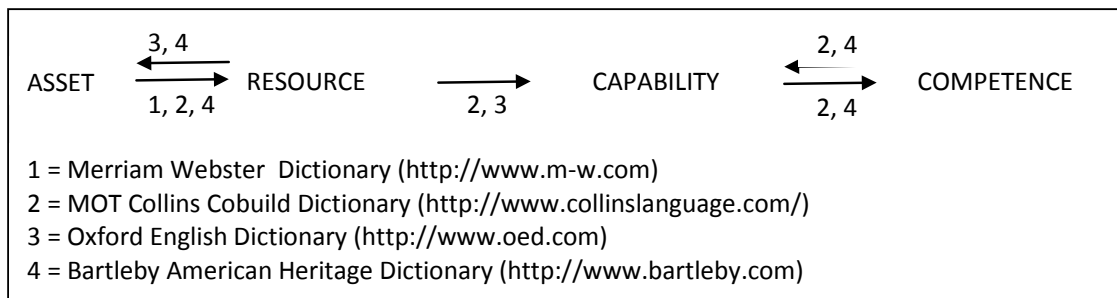 3, 4 2, 4
ASSET RESOURCE CAPABILITY COMPETENCE
1, 2, 4 2, 3 2, 4
1 = Merriam Webster Dictionary (http://www.m-w.com)
2 = MOT Collins Cobuild Dictionary (http://www.collinslanguage.com/)
3 = Oxford English Dictionary (http://www.oed.com)
4 = Bartleby American Heritage Dictionary (http://www.bartleby.com)